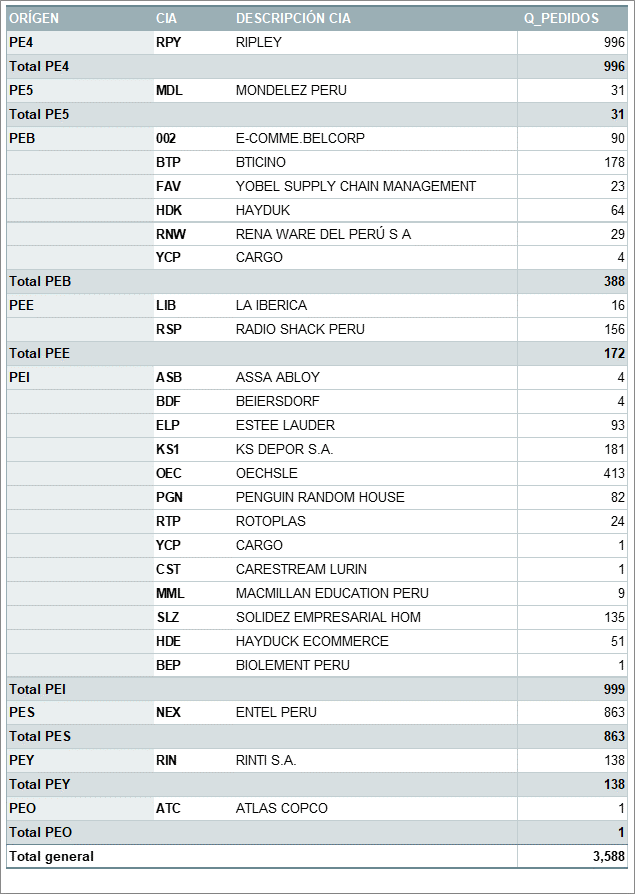 ORÍGEN CIA DESCRIPCIÓN CIA Q_PEDIDOS
PE4 RPY RIPLEY 996
Total PE4 996
PE5 MDL MONDELEZ PERU 31
Total PE5 31
PEB 002 E-COMME.BELCORP 90
BTP BTICINO 178
FAV YOBEL SUPPLY CHAIN MANAGEMENT 23
HDK HAYDUK 64
RNW RENA WARE DEL PERÚ S A 29
YCP CARGO 4
Total PEB 388
PEE LIB LA IBERICA 16
RSP RADIO SHACK PERU 156
Total PEE 172
PEI ASB ASSA ABLOY 4
BDF BEIERSDORF 4
ELP ESTEE LAUDER 93
KS1 KS DEPOR S.A. 181
OEC OECHSLE 413
PGN PENGUIN RANDOM HOUSE 82
RTP ROTOPLAS 24
YCP CARGO 1
CST CARESTREAM LURIN 1
MML MACMILLAN EDUCATION PERU 9
SLZ SOLIDEZ EMPRESARIAL HOM 135
HDE HAYDUCK ECOMMERCE 51
BEP BIOLEMENT PERU 1
Total PEI 999
PES NEX ENTEL PERU 863
Total PES 863
PEY RIN RINTI S.A. 138
Total PEY 138
PEO ATC ATLAS COPCO 1
Total PEO 1
Total general 3,588